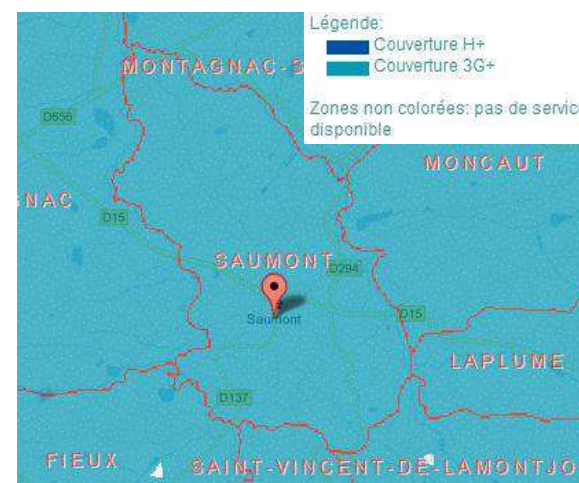 Légende:
Couverture H+
Couverture 3G+
Zones non colorées: pas de servic
disponible
MONTAGNAC-S
D656
MONCAUT
GNAC
D15
SAUMONT
D294
Saumont
D15
LAPLUME
D137
FIEUX
SAINT-VINCENT-DE-LAMONTJO